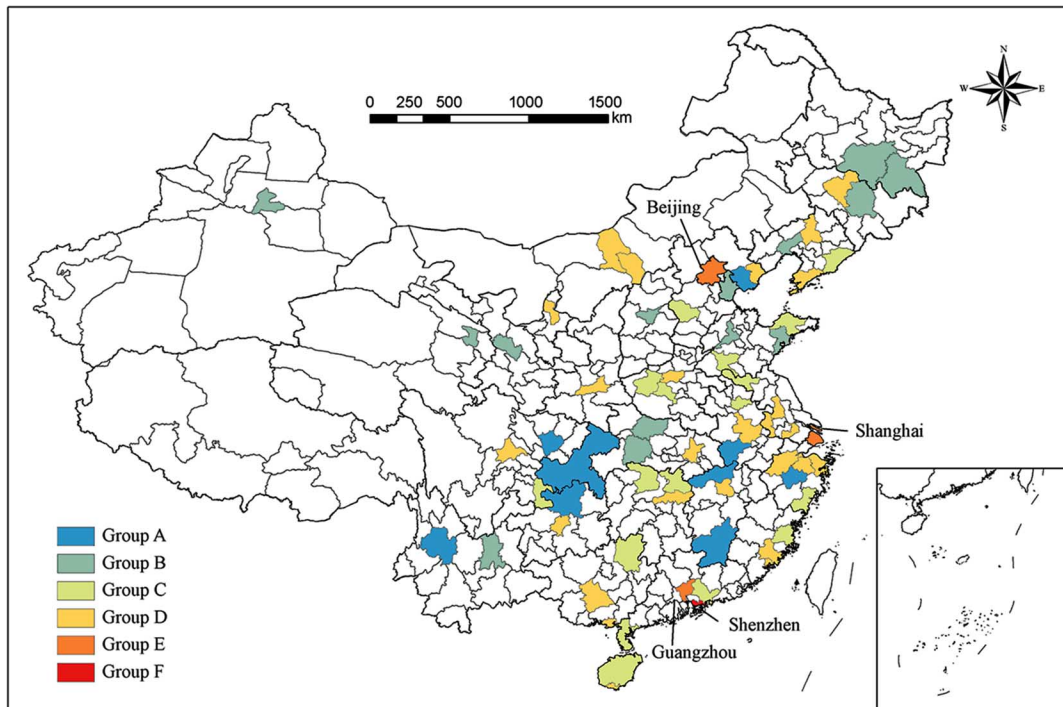 N
W E
S
0 250 500 1000 1500
km
Beijing
Shanghai
Shenzhen
Guangzhou
Group A
Group B
Group C
Group D
Group E
Group F